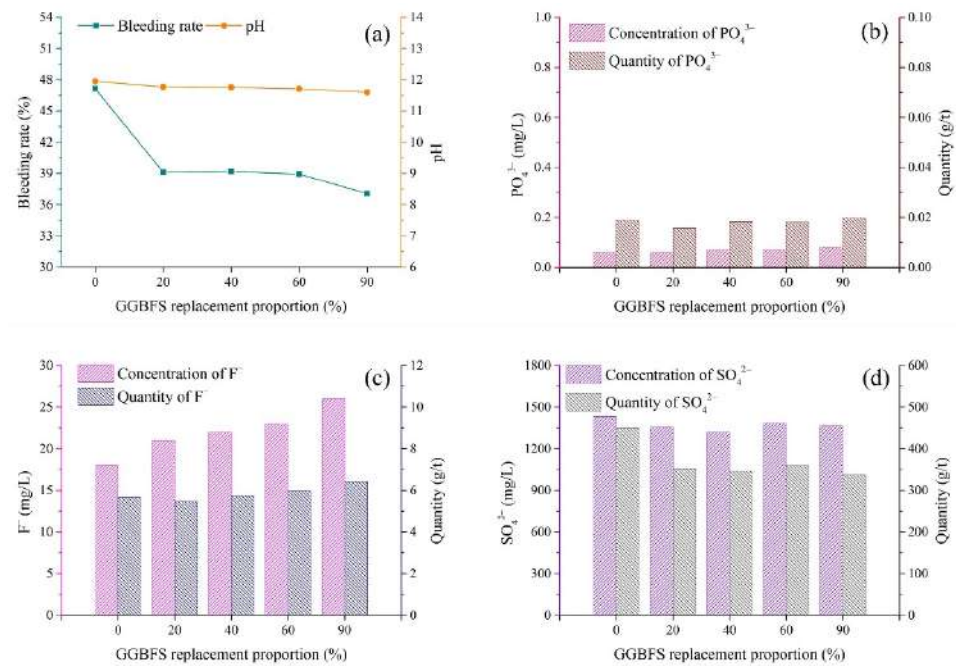 Bleeding rate
pH
(a)
54
51
48
45
42
39
36
33
30
14
13
12
11
10
9
8
7
6
Bleeding rate (%)
pH
0 20 40 60 90
GGBFS replacement proportion (%)
Concentration of PO₄³⁻
Quantity of PO₄³⁻
(b)
1.0
0.8
0.6
0.4
0.2
0.0
0.10
0.08
0.06
0.04
0.02
0.00
PO₄³⁻ (mg/L)
Quantity (g/t)
0 20 40 60 90
GGBFS replacement proportion (%)
Concentration of F⁻
Quantity of F⁻
(c)
30
25
20
15
10
5
0
12
10
8
6
4
2
0
F⁻ (mg/L)
Quantity (g/t)
0 20 40 60 90
GGBFS replacement proportion (%)
Concentration of SO₄²⁻
Quantity of SO₄²⁻
(d)
1800
1500
1200
900
600
300
0
600
500
400
300
200
100
0
SO₄²⁻ (mg/L)
Quantity (g/t)
0 20 40 60 90
GGBFS replacement proportion (%)